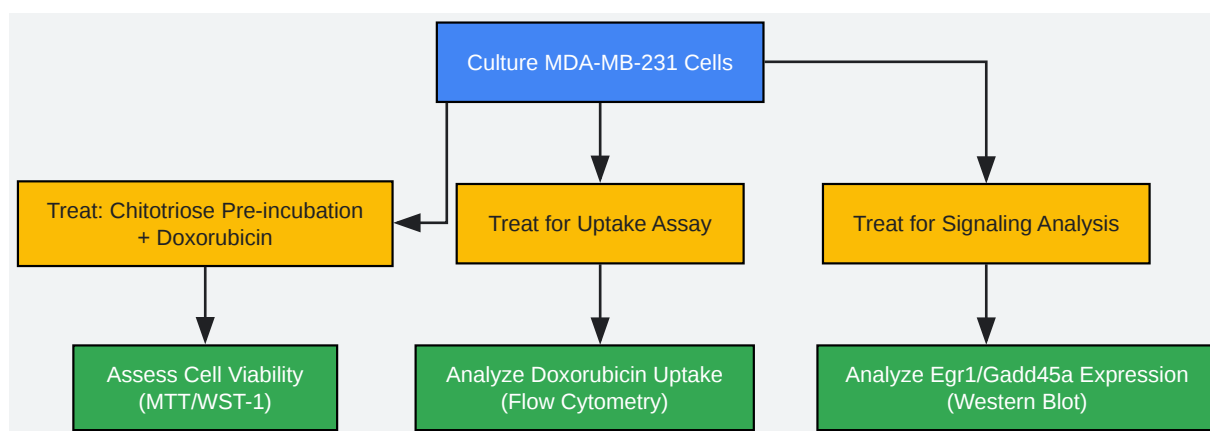 Culture MDA-MB-231 Cells
Treat: Chitotriose Pre-incubation
+ Doxorubicin
Treat for Uptake Assay
Treat for Signaling Analysis
Assess Cell Viability
(MTT/WST-1)
Analyze Doxorubicin Uptake
(Flow Cytometry)
Analyze Egr1/Gadd45a Expression
(Western Blot)